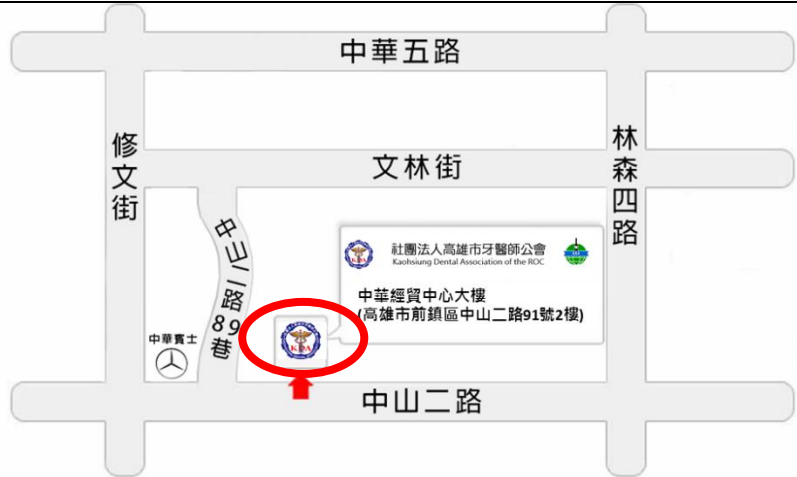 中華五路
修文街
文林街
林森四路
中山二路89巷
社團法人高雄市牙醫師公會
Kaohsiung Dental Association of the ROC
中華經貿中心大樓
(高雄市前鎮區中山二路91號2樓)
中華賓士
KDA
中山二路